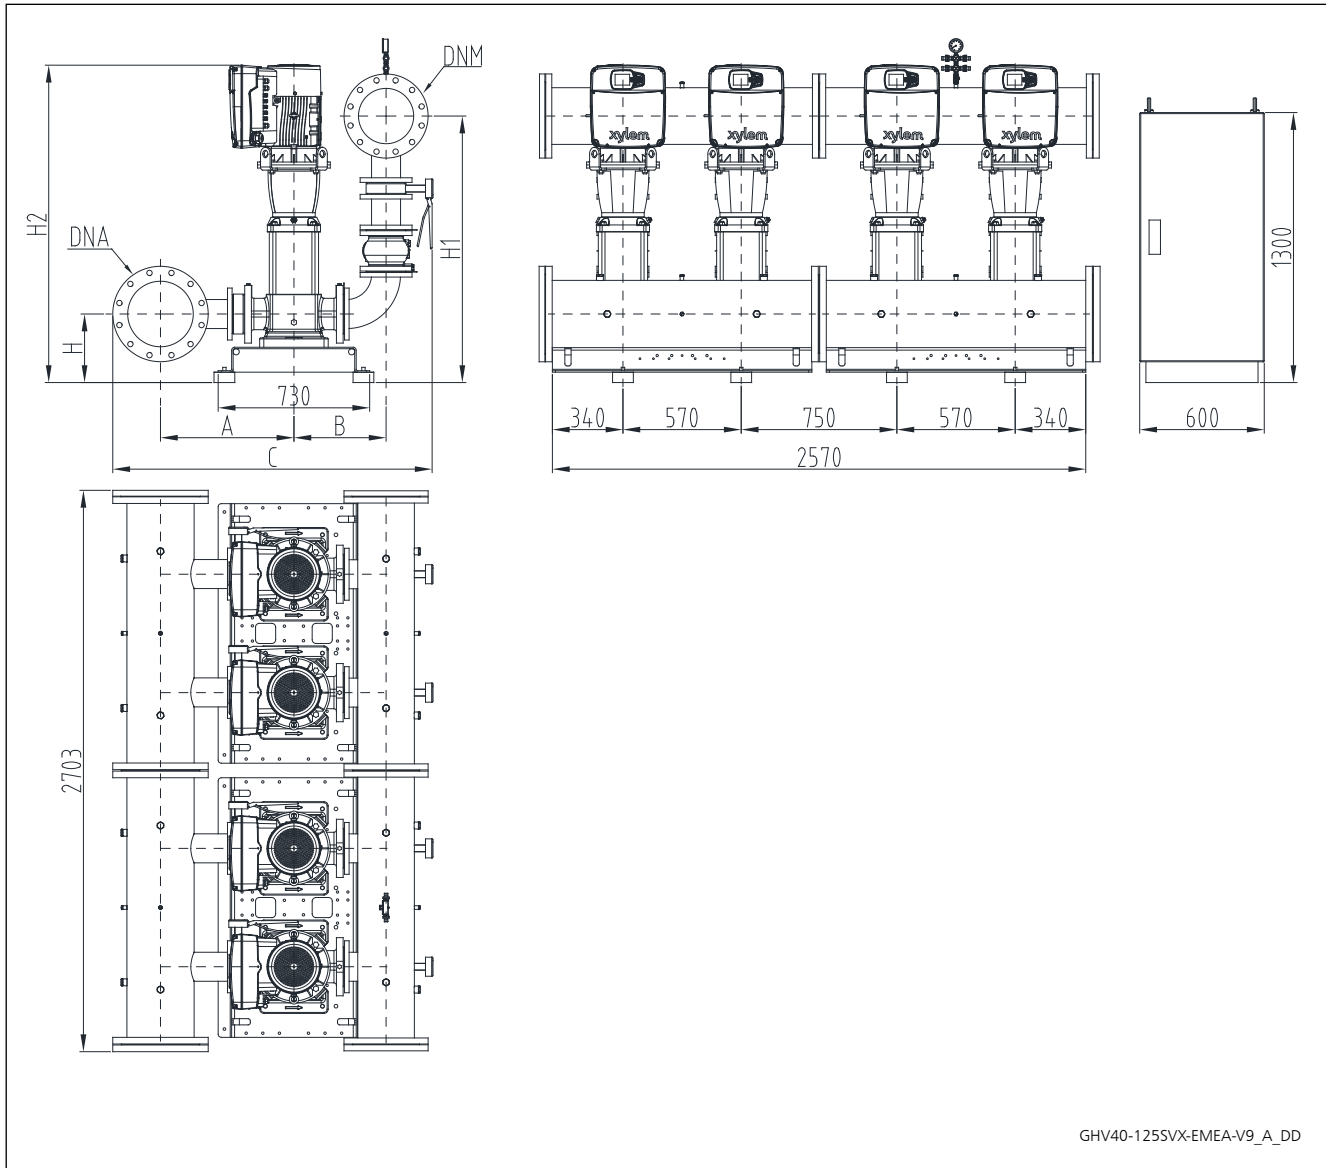 DNM
DNA
H2
H
H1
730
A
B
C
xylem
xylem
xylem
xylem
340
570
750
570
340
2570
1300
600
2703
GHV40-125SVX-EMEA-V9_A_DD